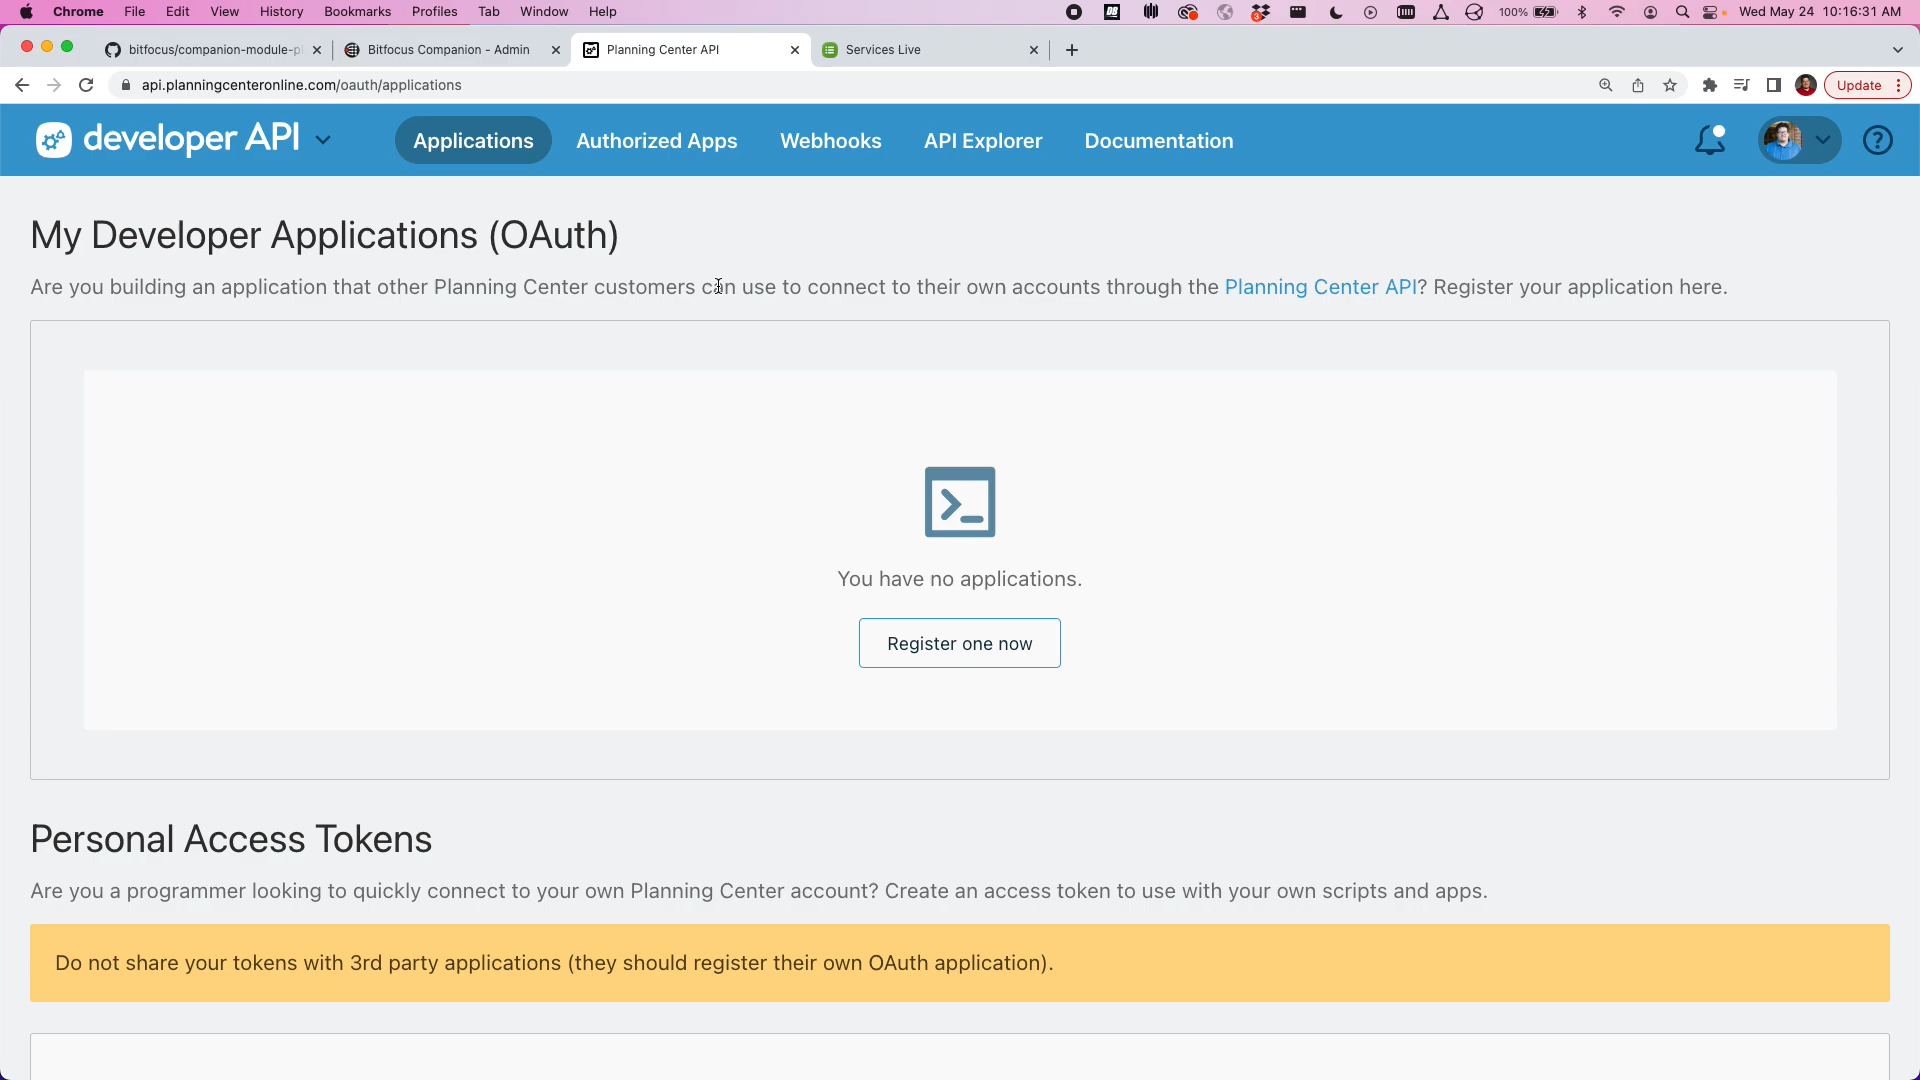 Chrome File Edit View History Bookmarks Profiles Tab Window Help 3 100% Wed May 24 10:16:31 AM
bitfocus/companion-module-p Bitfocus Companion - Admin Planning Center API Services Live
api.planningcenteronline.com/oauth/applications Update
developer API Applications Authorized Apps Webhooks API Explorer Documentation
My Developer Applications (OAuth)
Are you building an application that other Planning Center customers can use to connect to their own accounts through the Planning Center API? Register your application here.
You have no applications.
Register one now
Personal Access Tokens
Are you a programmer looking to quickly connect to your own Planning Center account? Create an access token to use with your own scripts and apps.
Do not share your tokens with 3rd party applications (they should register their own OAuth application).